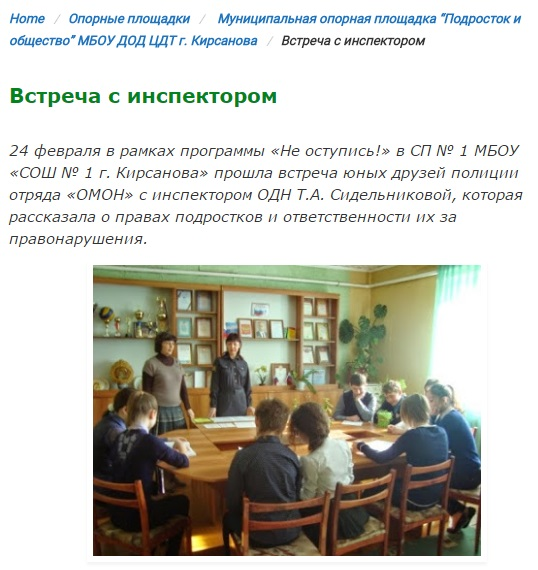 Home / Опорные площадки / Муниципальная опорная площадка "Подросток и
общество" МБОУ ДОД ЦДТ г. Кирсанова / Встреча с инспектором
Встреча с инспектором
24 февраля в рамках программы «Не оступись!» в СП № 1 МБОУ
«СОШ № 1 г. Кирсанова» прошла встреча юных друзей полиции
отряда «ОМОН» с инспектором ОДН Т.А. Сидельниковой, которая
рассказала о правах подростков и ответственности их за
правонарушения.